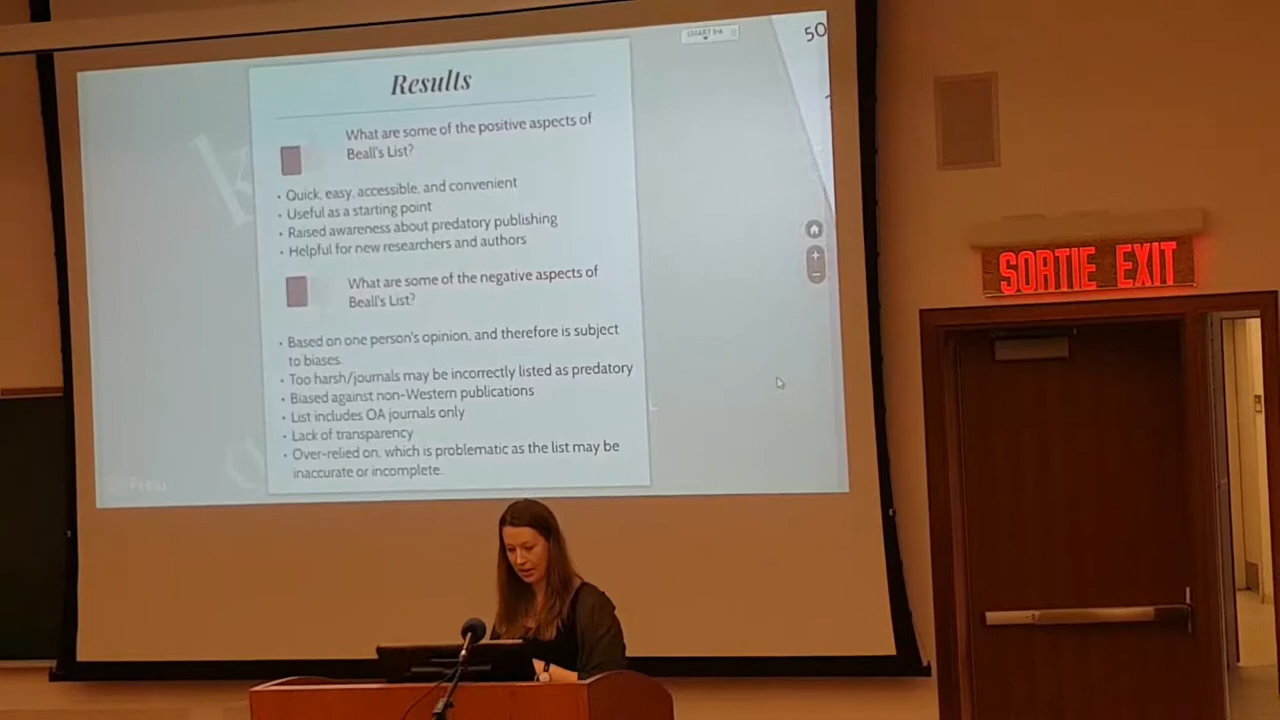 SMART Ink
50
Results
What are some of the positive aspects of
Beall's List?
• Quick, easy, accessible, and convenient
• Useful as a starting point
• Raised awareness about predatory publishing
• Helpful for new researchers and authors
What are some of the negative aspects of
Beall's List?
• Based on one person's opinion, and therefore is subject
to biases.
• Too harsh/journals may be incorrectly listed as predatory
• Biased against non-Western publications
• List includes OA journals only
• Lack of transparency
• Over-relied on, which is problematic as the list may be
inaccurate or incomplete.
SORTIE EXIT